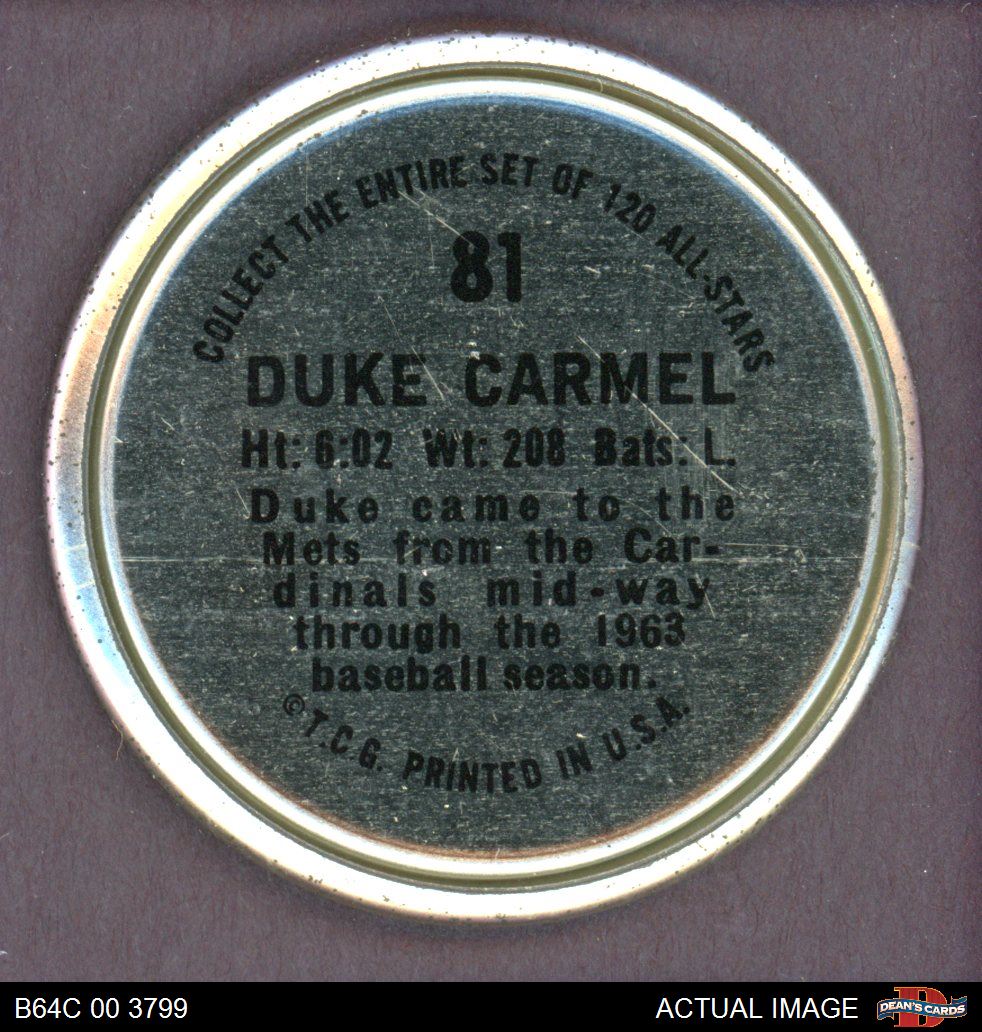 COLLECT THE ENTIRE SET OF 120 ALL-STARS
81
DUKE CARMEL
Ht: 6:02 Wt: 208 Bats: L.
Duke came to the
Mets from the Car-
dinals mid-way
through the 1963
baseball season.
© T.C.G. PRINTED IN U.S.A.
B64C 00 3799
ACTUAL IMAGE
DEAN'S CARDS